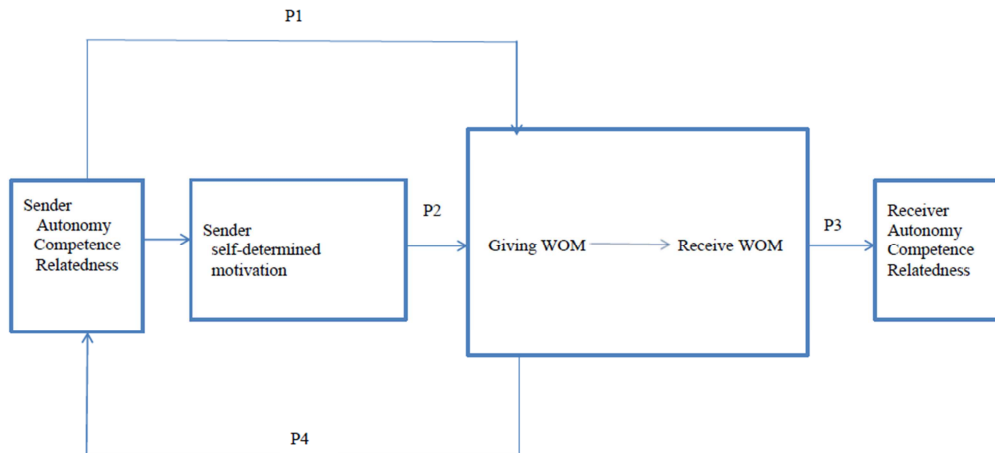 P1
Sender
Autonomy
Competence
Relatedness
Sender
self-determined
motivation
P2
Giving WOM
Receive WOM
P3
Receiver
Autonomy
Competence
Relatedness
P4